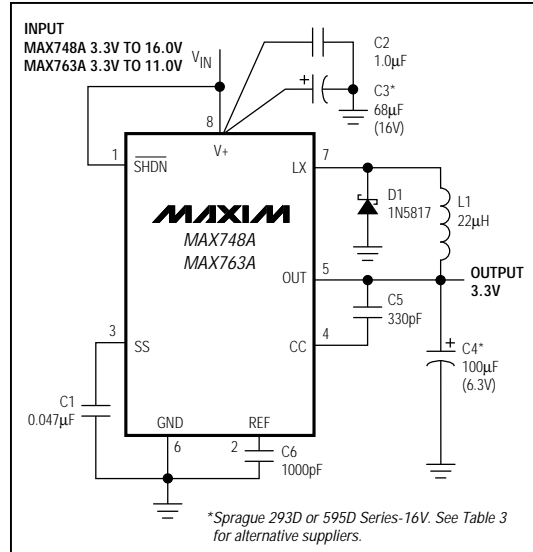 INPUT
MAX748A 3.3V TO 16.0V
MAX763A 3.3V TO 11.0V
VIN
C2
1.0µF
+
C3*
68µF
(16V)
8
V+
1
SHDN
LX
7
D1
1N5817
L1
22µH
MAXIM
MAX748A
MAX763A
OUT
5
OUTPUT
3.3V
C5
330pF
3
SS
CC
4
+
C4*
100µF
(6.3V)
C1
0.047µF
GND
REF
6
2
C6
1000pF
*Sprague 293D or 595D Series-16V. See Table 3
for alternative suppliers.